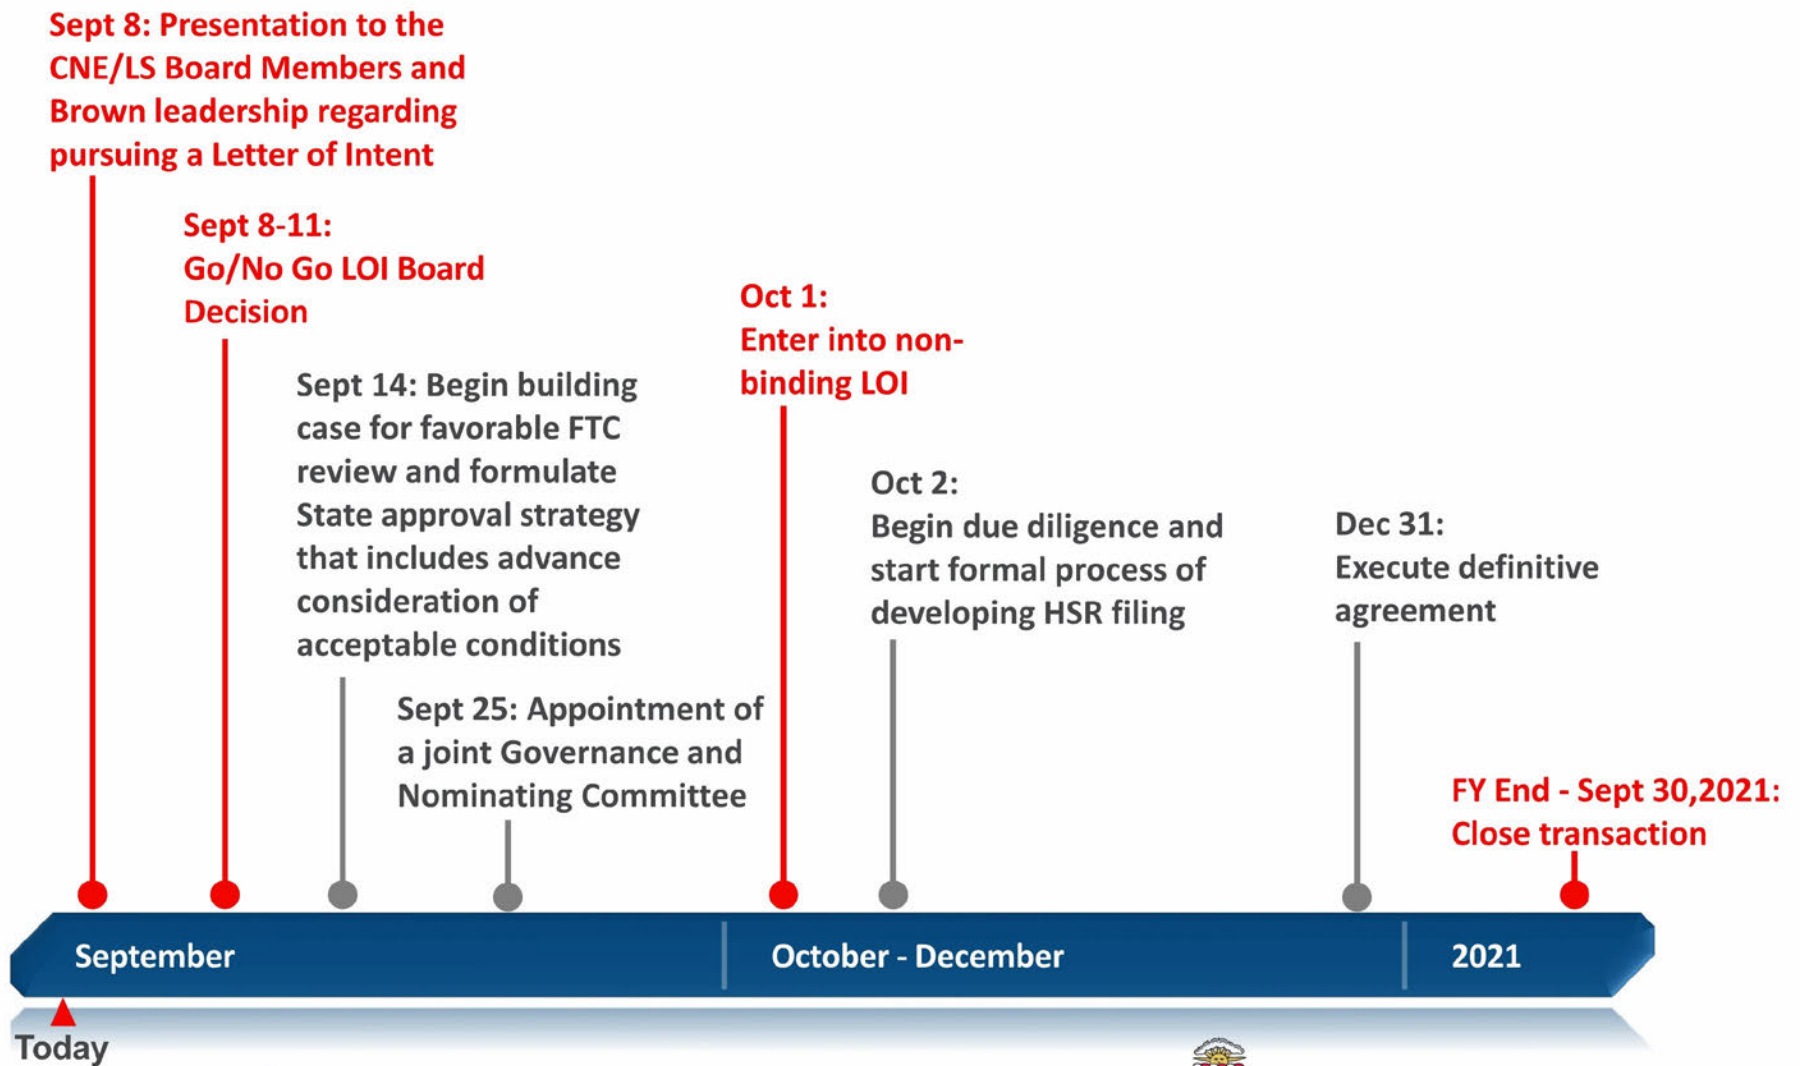 Sept 8: Presentation to the
CNE/LS Board Members and
Brown leadership regarding
pursuing a Letter of Intent
Sept 8-11:
Go/No Go LOI Board
Decision
Sept 14: Begin building
case for favorable FTC
review and formulate
State approval strategy
that includes advance
consideration of
acceptable conditions
Sept 25: Appointment of
a joint Governance and
Nominating Committee
Oct 1:
Enter into non-
binding LOI
Oct 2:
Begin due diligence and
start formal process of
developing HSR filing
Dec 31:
Execute definitive
agreement
FY End - Sept 30,2021:
Close transaction
September
October - December
2021
Today